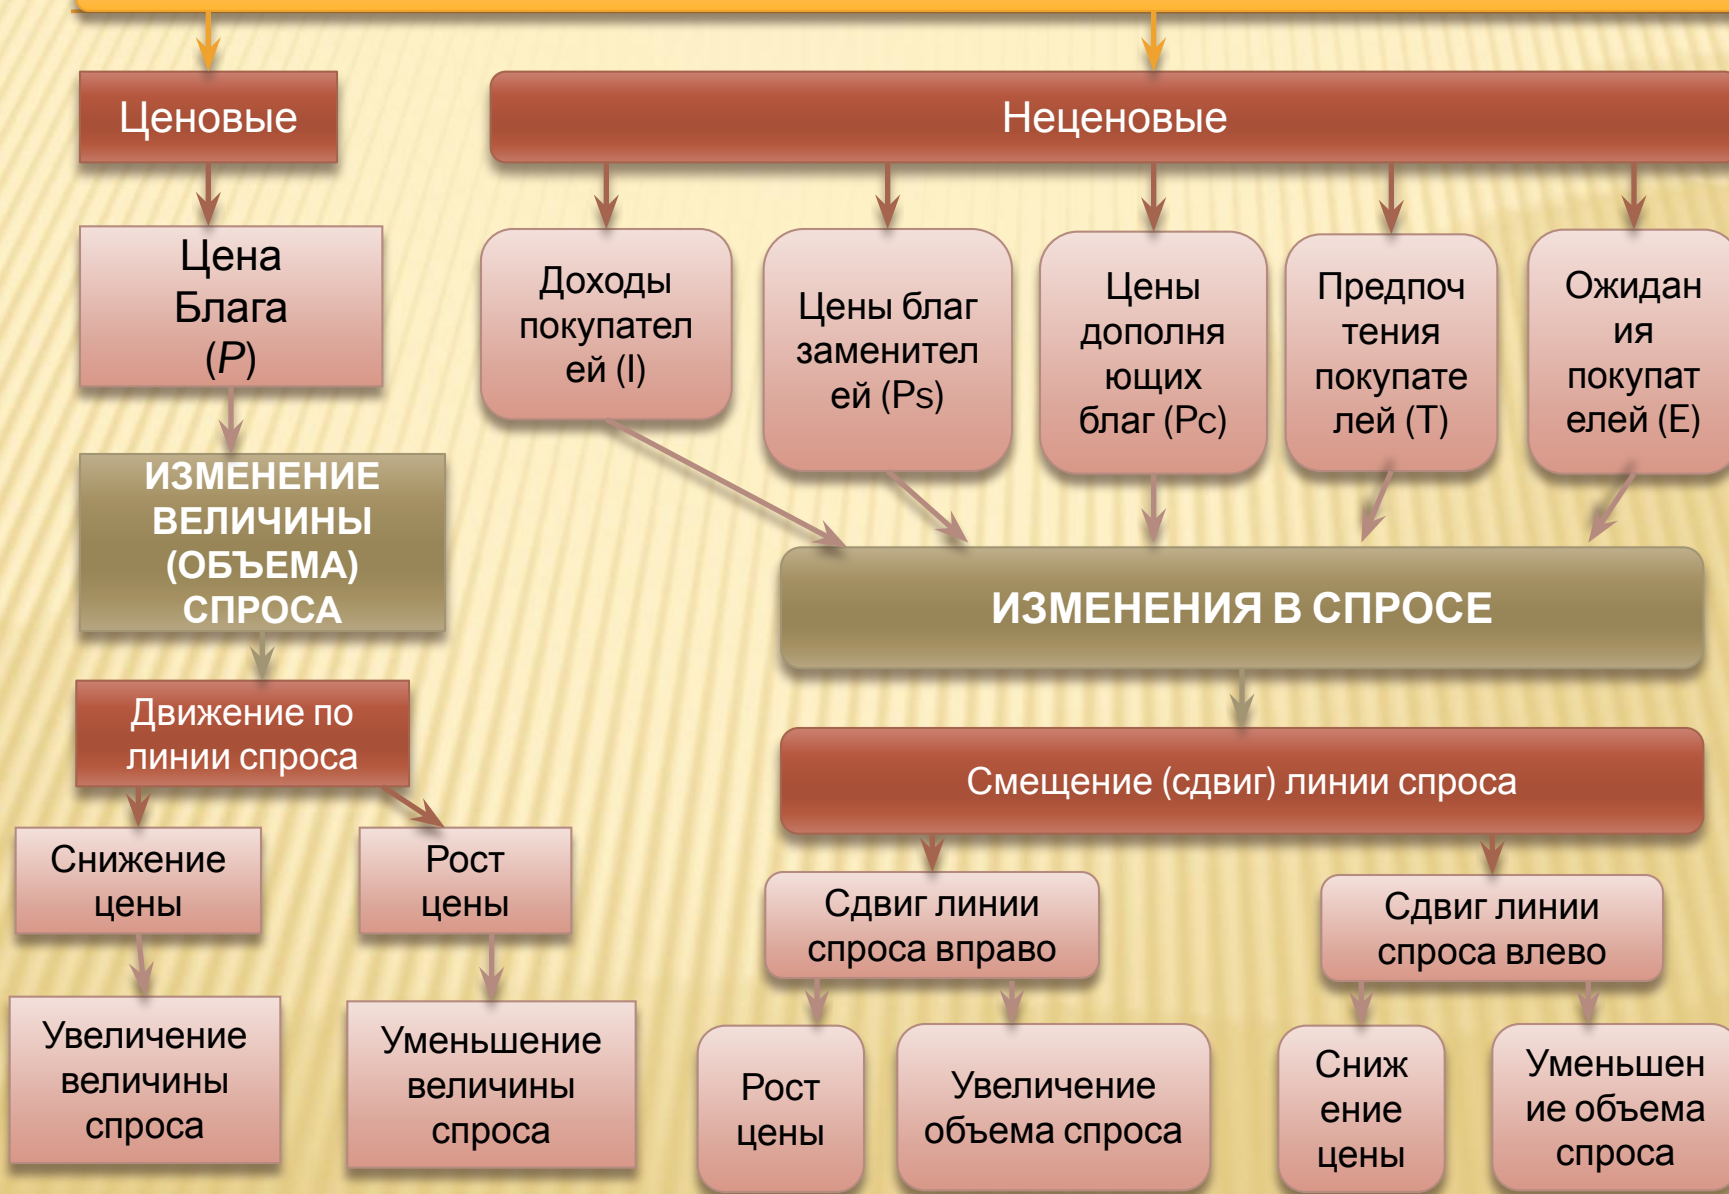 Ценовые
Неценовые
Цена
Блага
(P)
Доходы
покупател
ей (I)
Цены благ
заменител
ей (Ps)
Цены
дополня
ющих
благ (Pc)
Предпоч
тения
покупате
лей (T)
Ожидан
ия
покупат
елей (E)
ИЗМЕНЕНИЕ
ВЕЛИЧИНЫ
(ОБЪЕМА)
СПРОСА
ИЗМЕНЕНИЯ В СПРОСЕ
Движение по
линии спроса
Смещение (сдвиг) линии спроса
Снижение
цены
Рост
цены
Сдвиг линии
спроса вправо
Сдвиг линии
спроса влево
Увеличение
величины
спроса
Уменьшение
величины
спроса
Рост
цены
Увеличение
объема спроса
Сниж
ение
цены
Уменьшен
ие объема
спроса